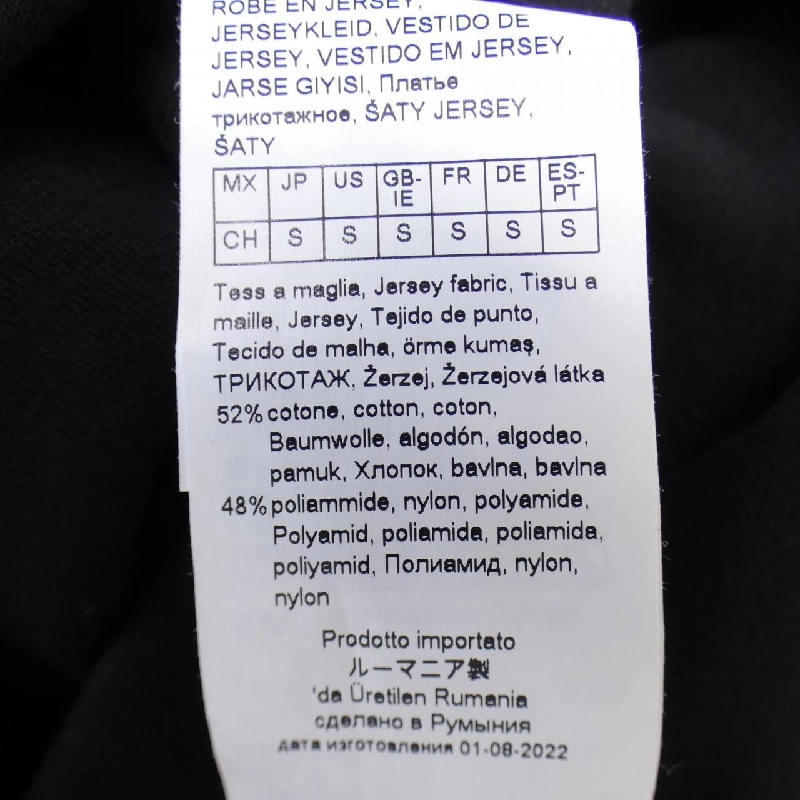 ROBE EN JERSEY,
JERSEYKLEID, VESTIDO DE
JERSEY, VESTIDO EM JERSEY,
JARSE GIYISI, Платье
трикотажное, ŠATY JERSEY,
ŠATY
MX JP US GB-IE FR DE ES-PT
CH S S S S S S
Tess a maglia, Jersey fabric, Tissu a
maille, Jersey, Tejido de punto,
Tecido de malha, örme kumaş,
ТРИКОТАЖ, Žerzej, Žerzejová látka
52% cotone, cotton, coton,
Baumwolle, algodón, algodao,
pamuk, Хлопок, bavlna, bavlna
48% poliammide, nylon, polyamide,
Polyamid, poliamida, poliamida,
poliyamid, Полиамид, nylon,
nylon
Prodotto importato
ルーマニア製
'da Üretilen Rumania
сделано в Румыния
дата изготовления 01-08-2022